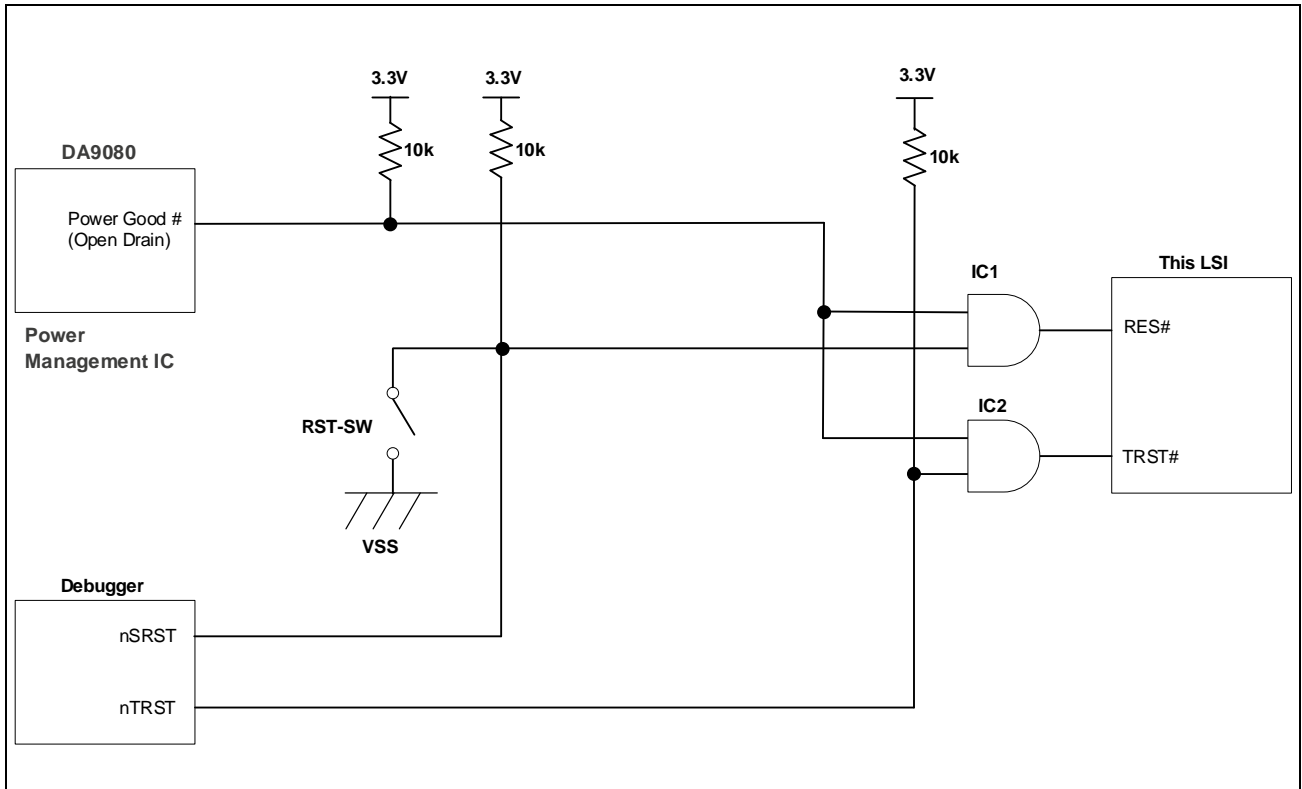 3.3V
3.3V
3.3V
10k
10k
10k
DA9080
Power Good #
(Open Drain)
Power
Management IC
IC1
This LSI
RES#
RST-SW
IC2
TRST#
VSS
Debugger
nSRST
nTRST